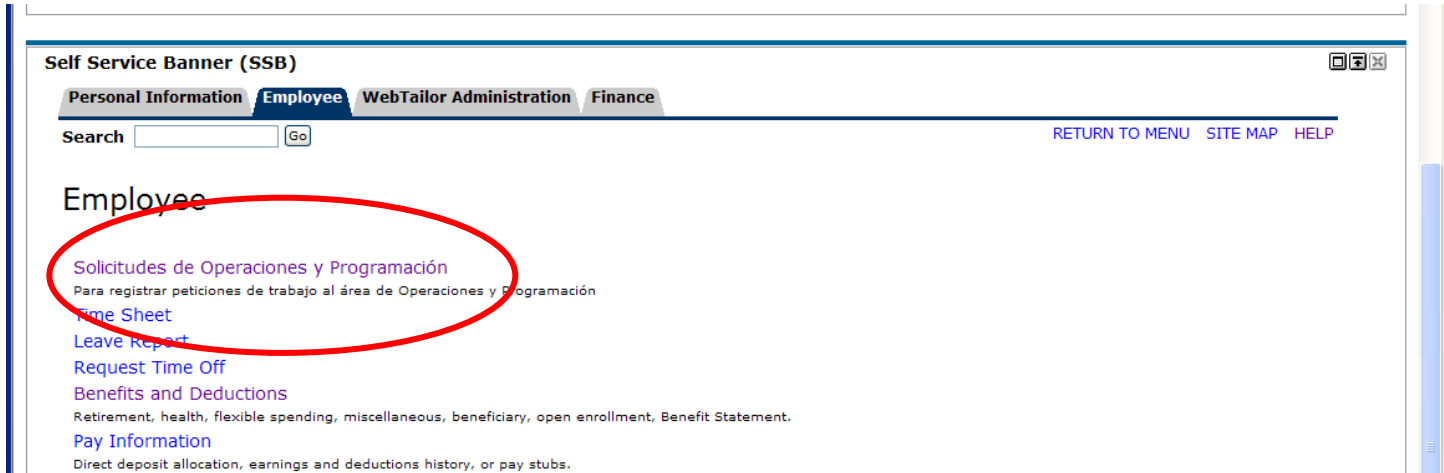 Self Service Banner (SSB)
Personal Information Employee WebTailor Administration Finance
Search Go RETURN TO MENU SITE MAP HELP
Employee
Solicitudes de Operaciones y Programación
Para registrar peticiones de trabajo al área de Operaciones y Programación
Time Sheet
Leave Report
Request Time Off
Benefits and Deductions
Retirement, health, flexible spending, miscellaneous, beneficiary, open enrollment, Benefit Statement.
Pay Information
Direct deposit allocation, earnings and deductions history, or pay stubs.